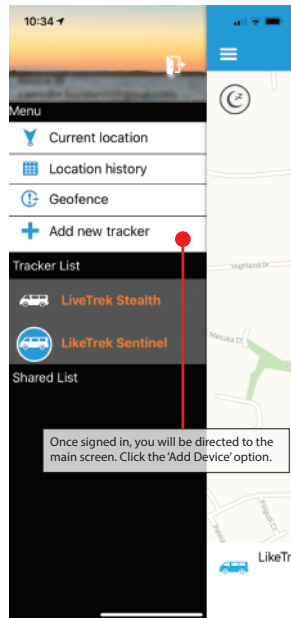 10:34
Menu
Current location
Location history
Geofence
Add new tracker
Tracker List
LiveTrek Stealth
LikeTrek Sentinel
Shared List
Highland Dr
Manuka Ct
Once signed in, you will be directed to the
main screen. Click the 'Add Device' option.
LikeTr